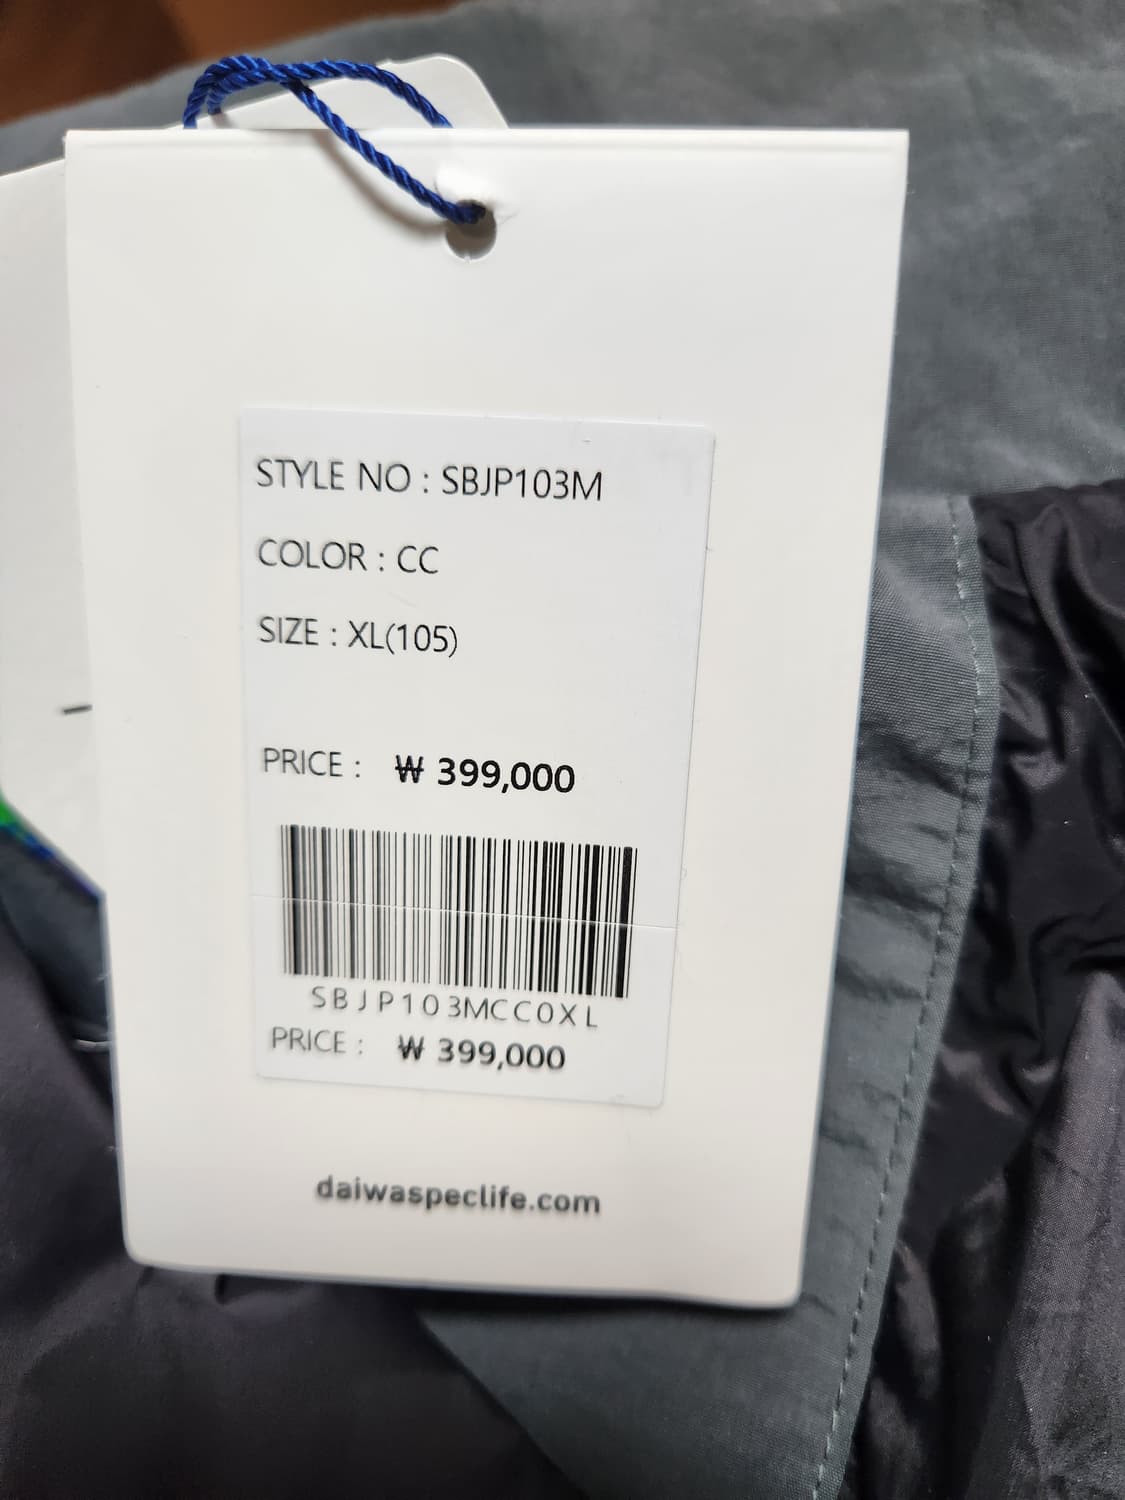 STYLE NO : SBJP103M
COLOR : CC
SIZE : XL(105)
PRICE : ₩ 399,000
SBJP103MCC0XL
PRICE : ₩ 399,000
daiwaspeclife.com